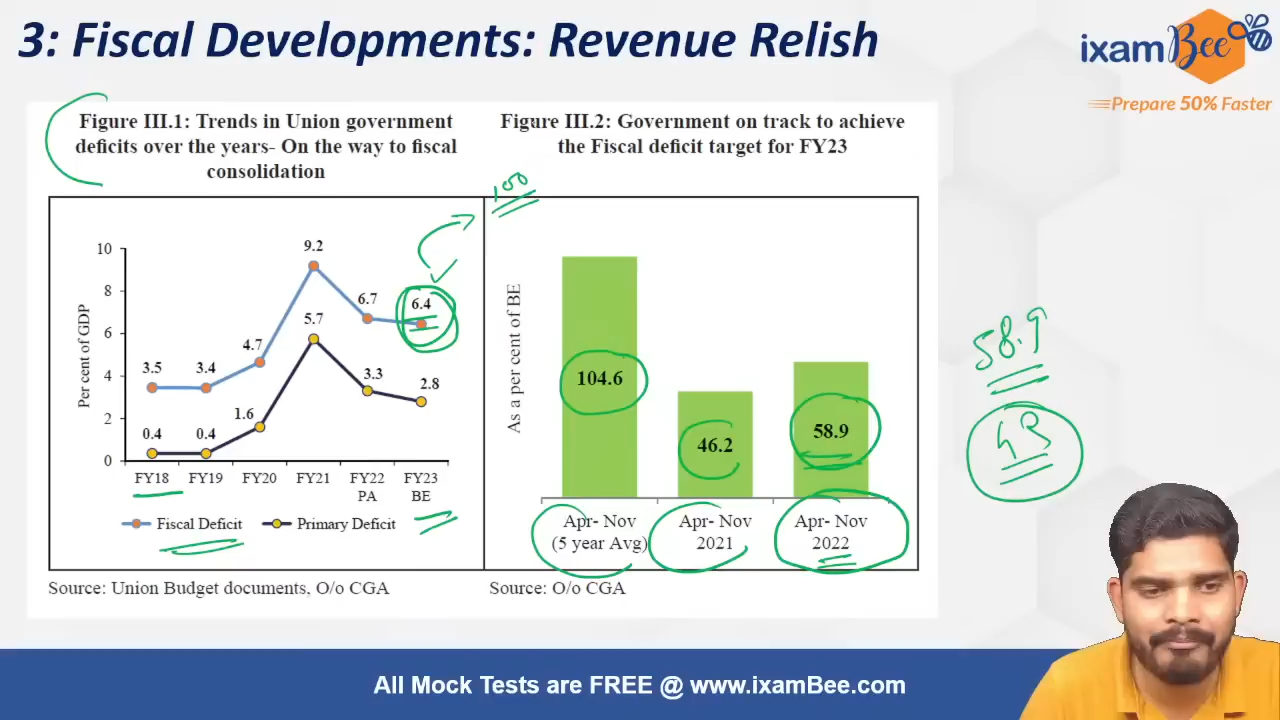 3: Fiscal Developments: Revenue Relish
ixamBee
Prepare 50% Faster
Figure III.1: Trends in Union government
deficits over the years- On the way to fiscal
consolidation
Figure III.2: Government on track to achieve
the Fiscal deficit target for FY23
100
Per cent of GDP
10
8
6
4
2
0
3.5
3.4
4.7
9.2
6.7
6.4
0.4
0.4
1.6
5.7
3.3
2.8
FY18 FY19 FY20 FY21 FY22 FY23
PA BE
Fiscal Deficit Primary Deficit
As a per cent of BE
104.6
46.2
58.9
Apr- Nov Apr- Nov Apr- Nov
(5 year Avg) 2021 2022
58.9
Source: Union Budget documents, O/o CGA
Source: O/o CGA
All Mock Tests are FREE @ www.ixamBee.com